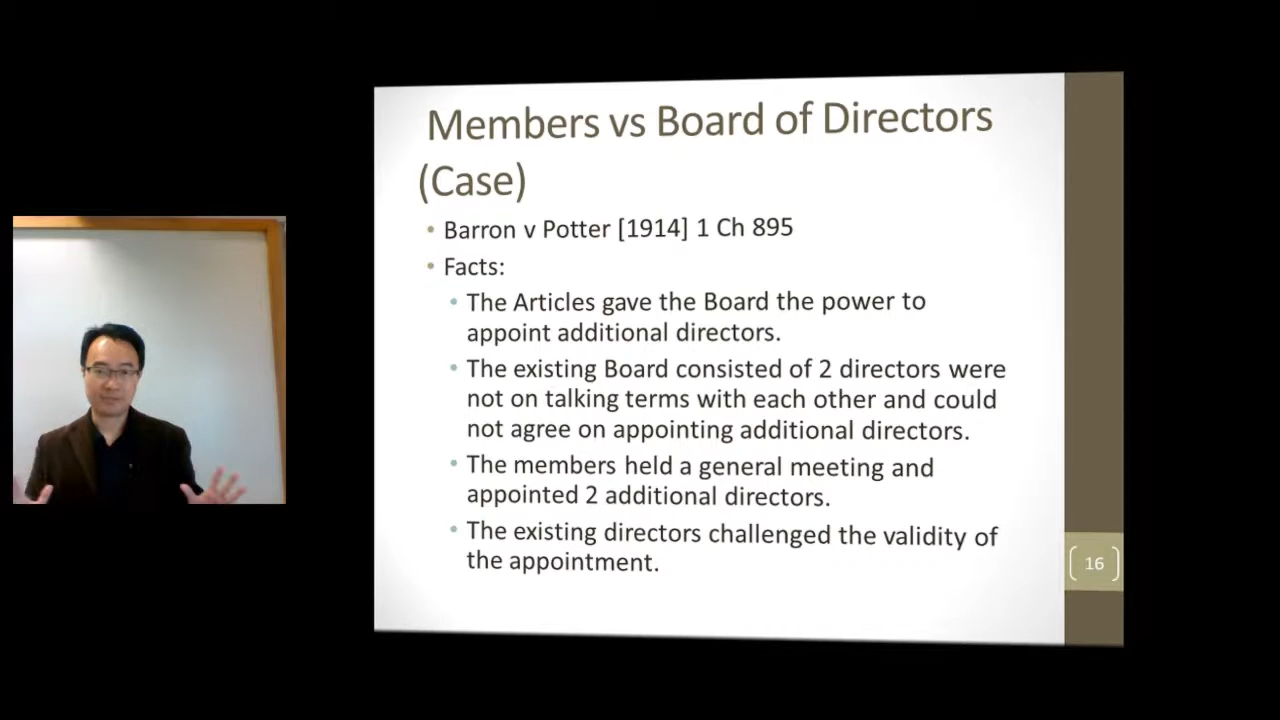 Members vs Board of Directors
(Case)
• Barron v Potter [1914] 1 Ch 895
• Facts:
• The Articles gave the Board the power to
appoint additional directors.
• The existing Board consisted of 2 directors were
not on talking terms with each other and could
not agree on appointing additional directors.
• The members held a general meeting and
appointed 2 additional directors.
• The existing directors challenged the validity of
the appointment.
16